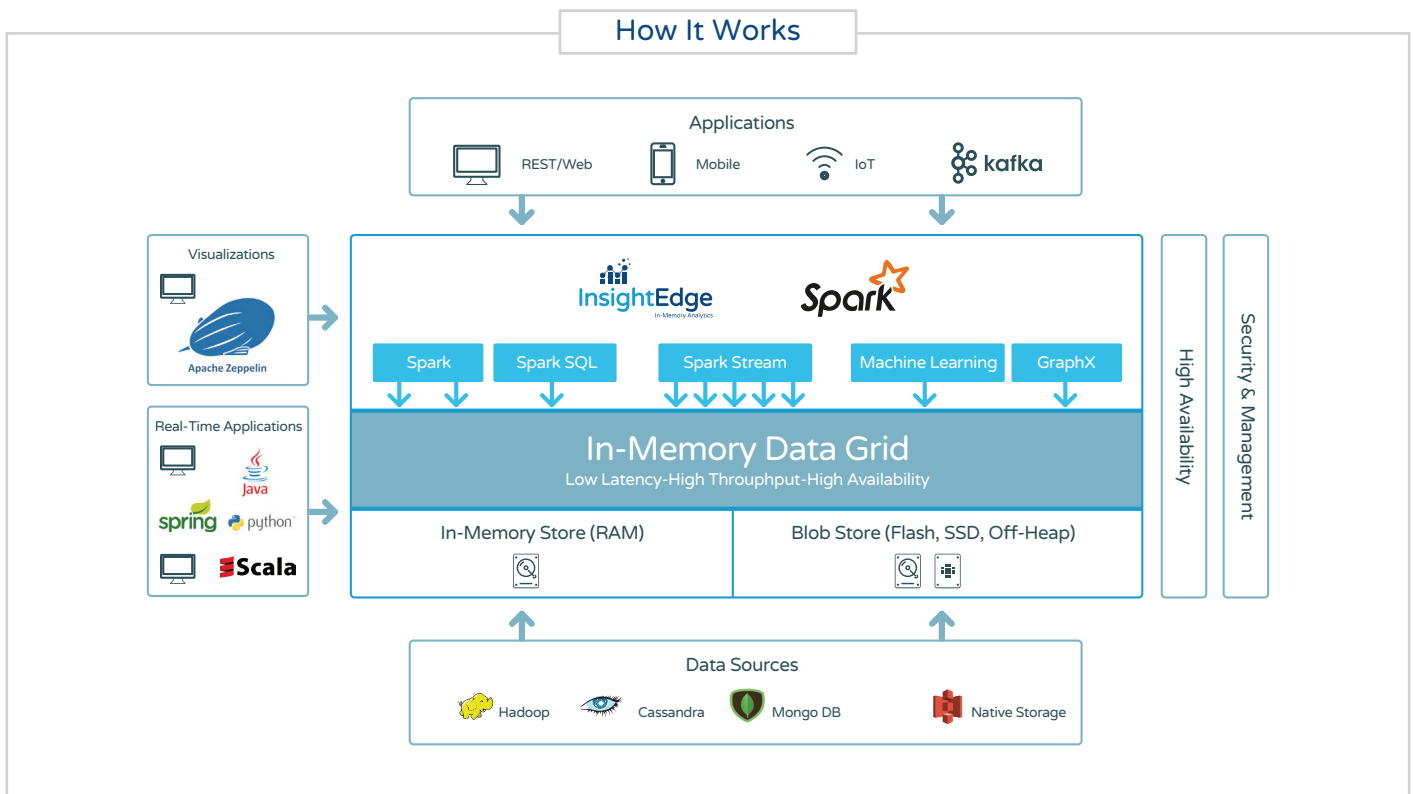 How It Works
Applications
REST/Web
Mobile
IoT
kafka
Visualizations
Apache Zeppelin
InsightEdge
In-Memory Analytics
Spark
Spark
Spark SQL
Spark Stream
Machine Learning
GraphX
Real-Time Applications
Java
spring
python
Scala
In-Memory Data Grid
Low Latency-High Throuphput-High Availability
In-Memory Store (RAM)
Blob Store (Flash, SSD, Off-Heap)
High Availability
Security & Management
Data Sources
Hadoop
Cassandra
Mongo DB
Native Storage